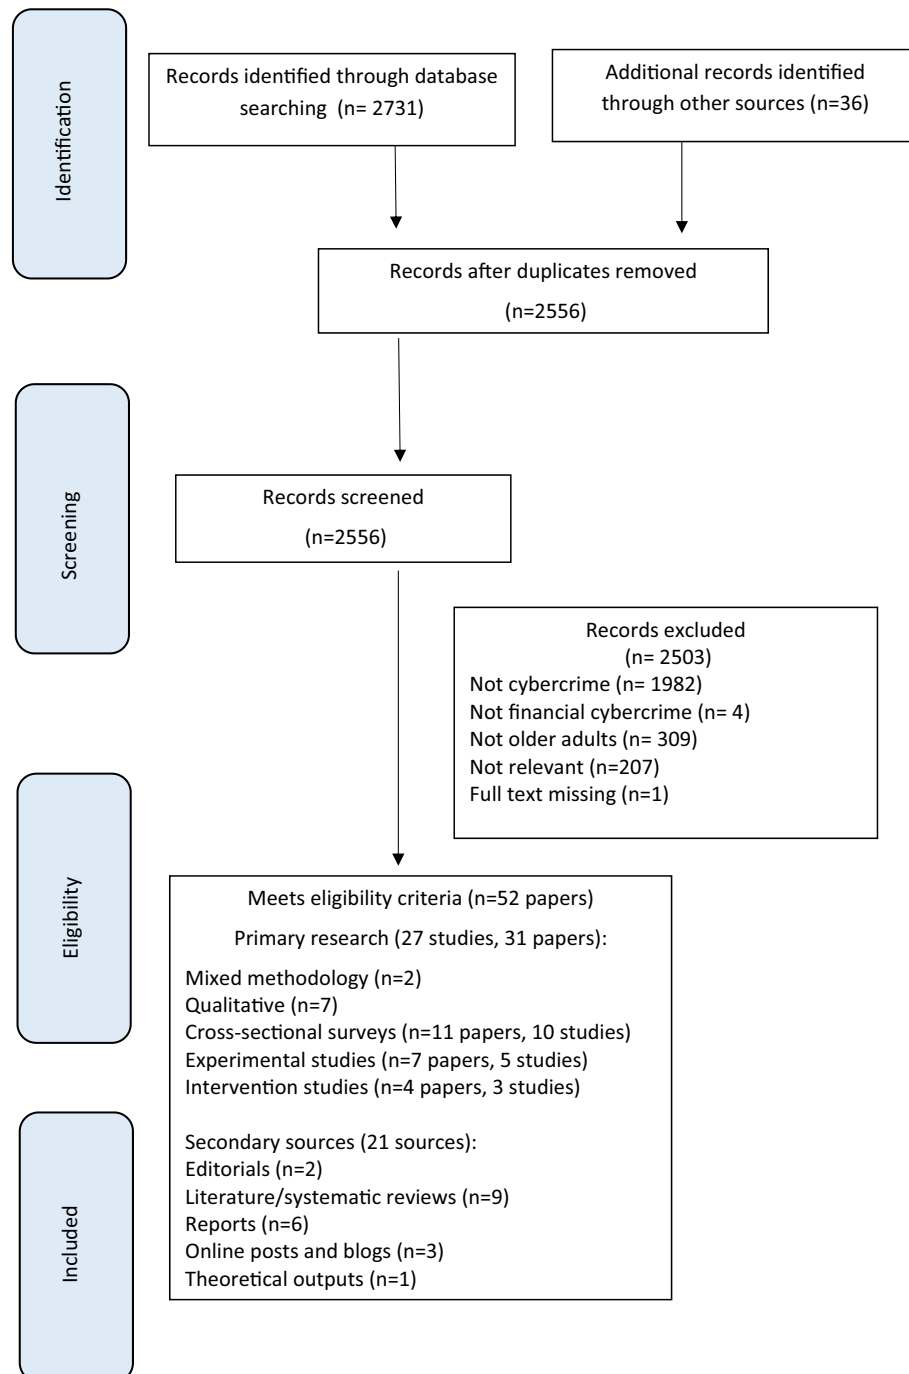 Identification
Records identified through database
searching (n= 2731)
Additional records identified
through other sources (n=36)
Records after duplicates removed
(n=2556)
Screening
Records screened
(n=2556)
Records excluded
(n= 2503)
Not cybercrime (n= 1982)
Not financial cybercrime (n= 4)
Not older adults (n= 309)
Not relevant (n=207)
Full text missing (n=1)
Eligibility
Meets eligibility criteria (n=52 papers)
Primary research (27 studies, 31 papers):
Mixed methodology (n=2)
Qualitative (n=7)
Cross-sectional surveys (n=11 papers, 10 studies)
Experimental studies (n=7 papers, 5 studies)
Intervention studies (n=4 papers, 3 studies)
Included
Secondary sources (21 sources):
Editorials (n=2)
Literature/systematic reviews (n=9)
Reports (n=6)
Online posts and blogs (n=3)
Theoretical outputs (n=1)